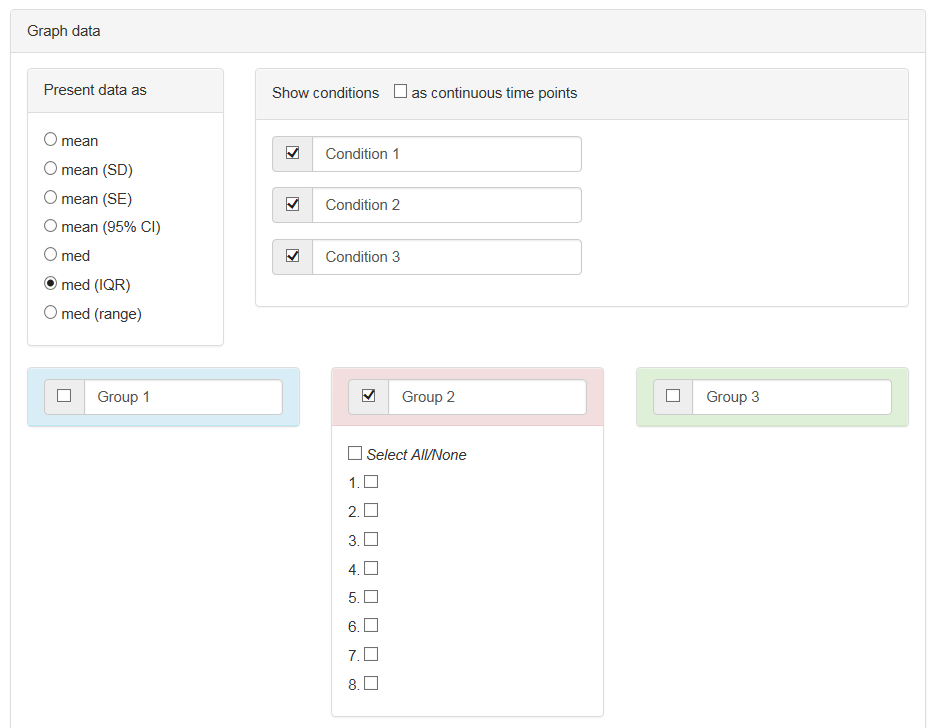 Graph data
Present data as
mean
mean (SD)
mean (SE)
mean (95% CI)
med
med (IQR)
med (range)
Show conditions as continuous time points
Condition 1
Condition 2
Condition 3
Group 1
Group 2
Select All/None
1.
2.
3.
4.
5.
6.
7.
8.
Group 3